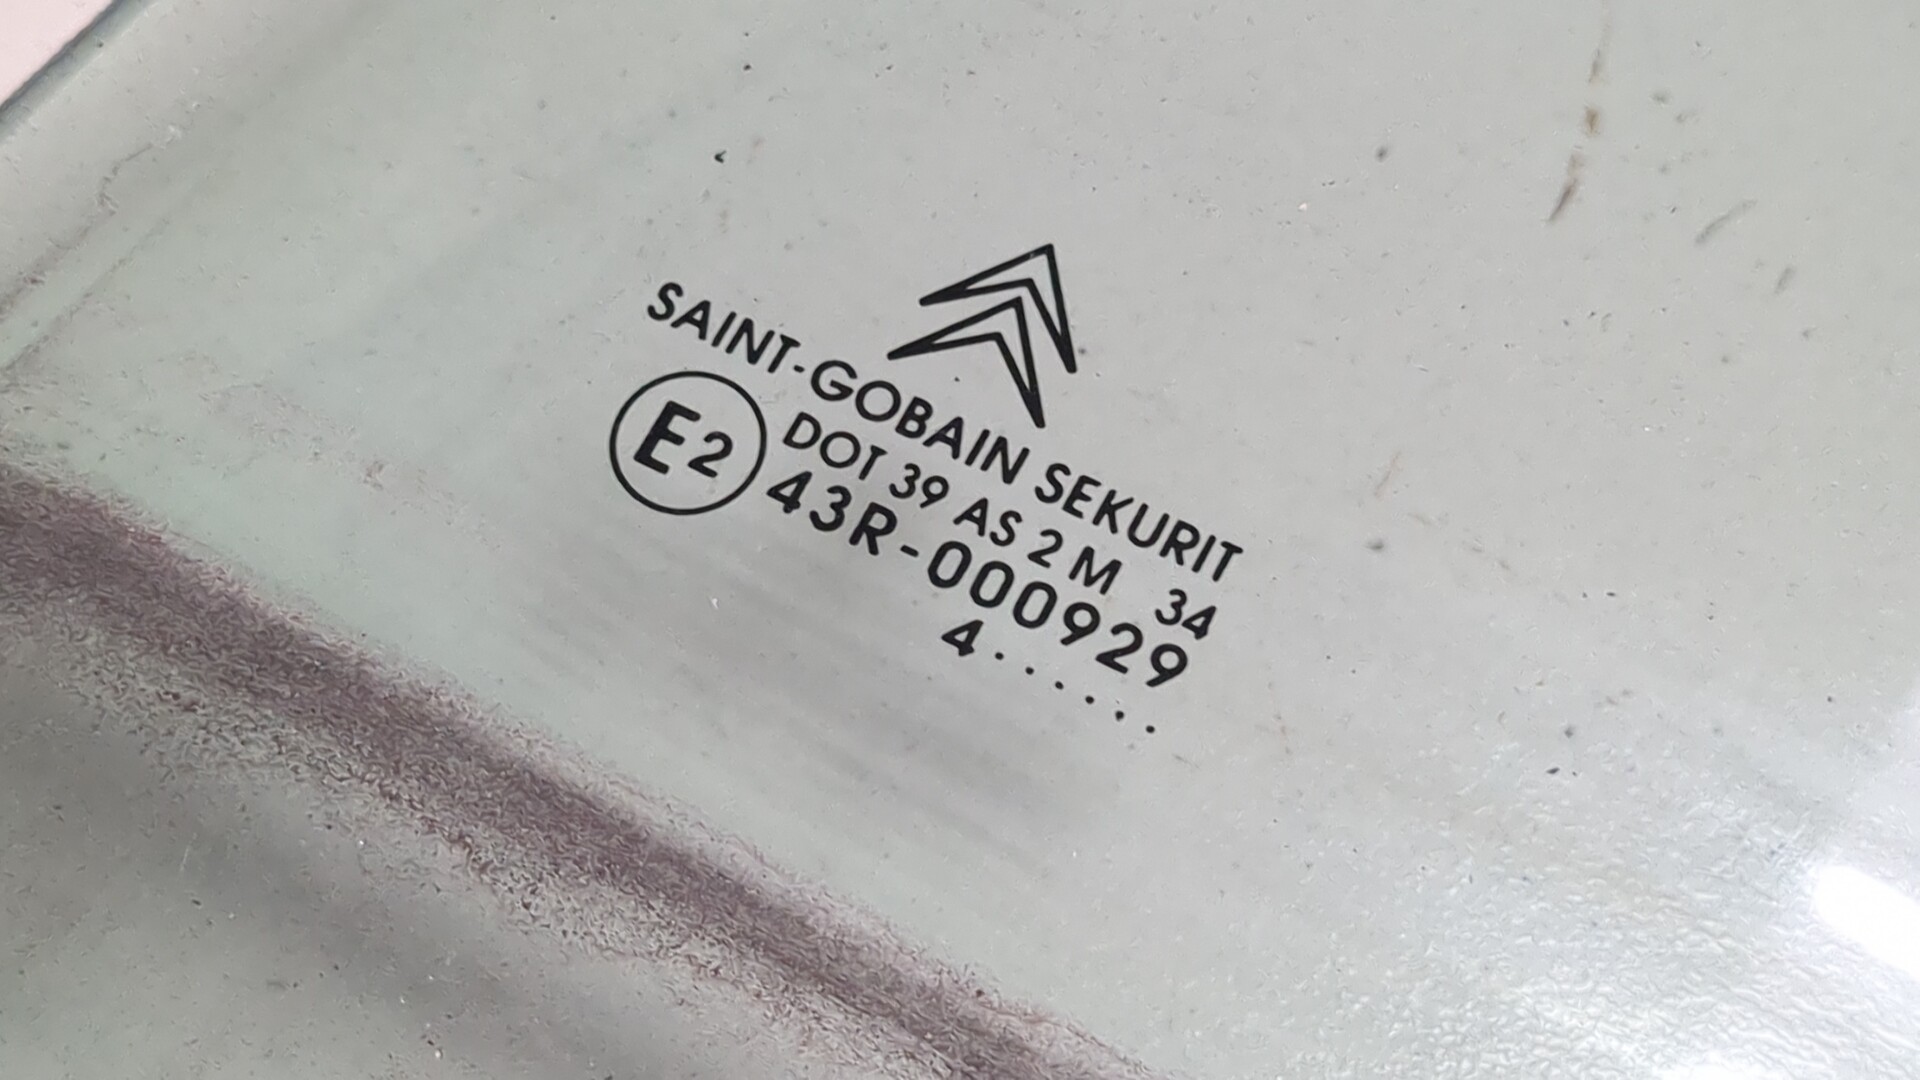 SAINT-GOBAIN SEKURIT
E2
DOT 39 AS 2 M 34
43R-000929
4......